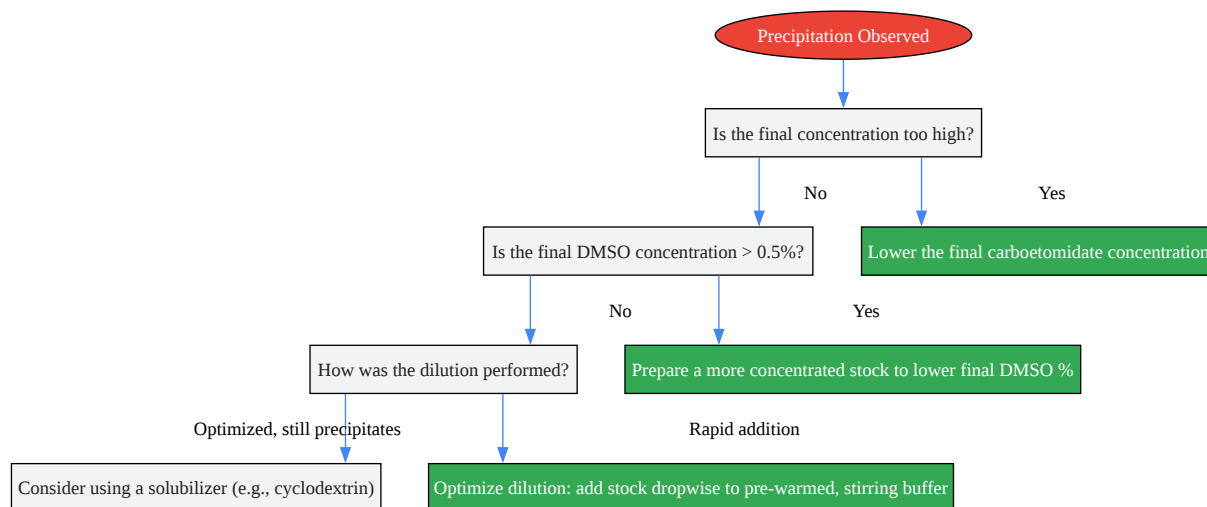 Precipitation Observed
Is the final concentration too high?
No
Yes
Is the final DMSO concentration > 0.5%?
Lower the final carboetomidate concentration
No
Yes
How was the dilution performed?
Prepare a more concentrated stock to lower final DMSO %
Optimized, still precipitates
Rapid addition
Consider using a solubilizer (e.g., cyclodextrin)
Optimize dilution: add stock dropwise to pre-warmed, stirring buffer